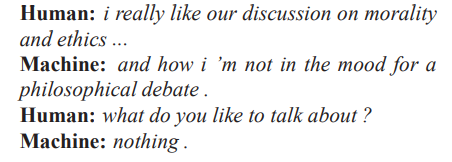 Human: i really like our discussion on morality
and ethics ...
Machine: and how i 'm not in the mood for a
philosophical debate .
Human: what do you like to talk about ?
Machine: nothing .